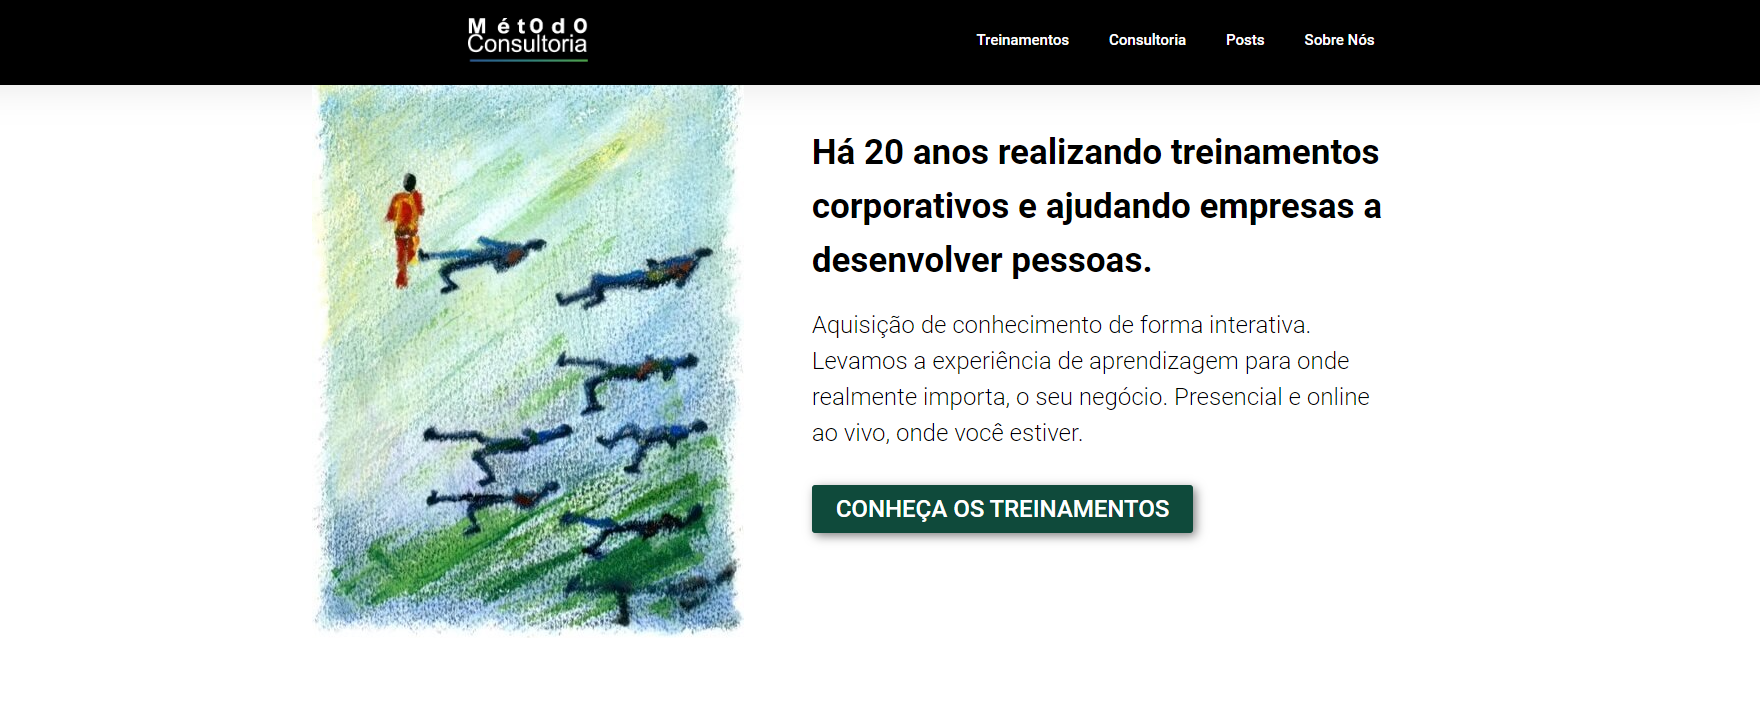 Mét0d0
Consultoria
Treinamentos Consultoria Posts Sobre Nós
Há 20 anos realizando treinamentos
corporativos e ajudando empresas a
desenvolver pessoas.
Aquisição de conhecimento de forma interativa.
Levamos a experiência de aprendizagem para onde
realmente importa, o seu negócio. Presencial e online
ao vivo, onde você estiver.
CONHEÇA OS TREINAMENTOS